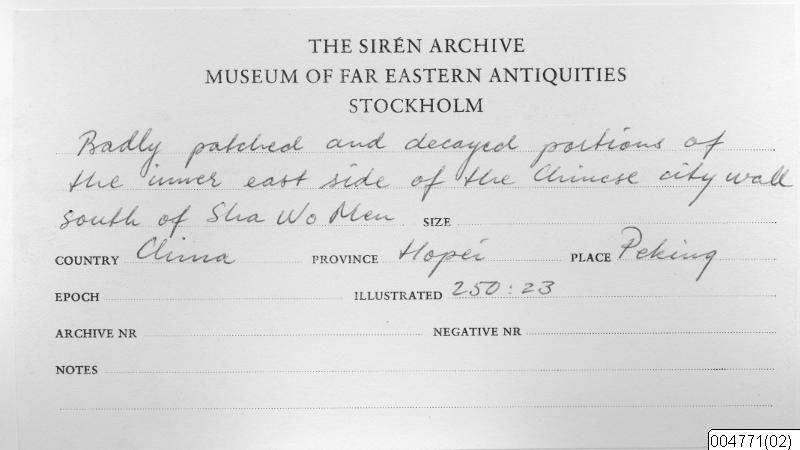 THE SIRÉN ARCHIVE
MUSEUM OF FAR EASTERN ANTIQUITIES
STOCKHOLM
Badly patched and decayed portions of
the inner east side of the Chinese city wall
south of Sha Wo Men SIZE
COUNTRY China PROVINCE Hopei PLACE Peking
EPOCH ILLUSTRATED 250:23
ARCHIVE NR NEGATIVE NR
NOTES
004771(02)